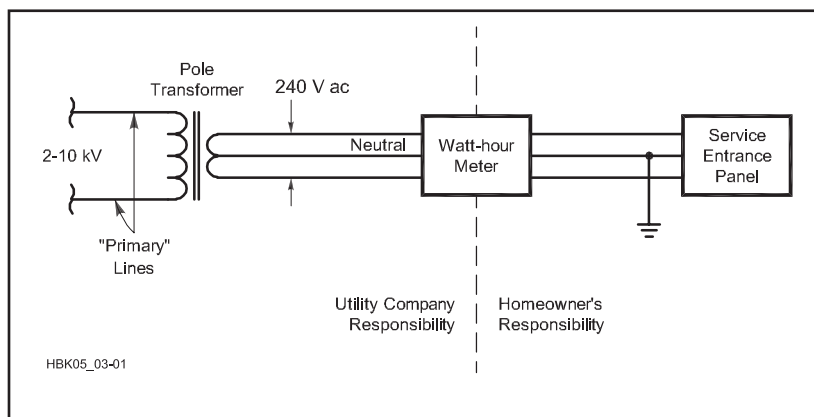 Pole
Transformer
240 V ac
2-10 kV
Neutral
Watt-hour
Meter
Service
Entrance
Panel
"Primary"
Lines
Utility Company
Responsibility
Homeowner's
Responsibility
HBK05_03-01